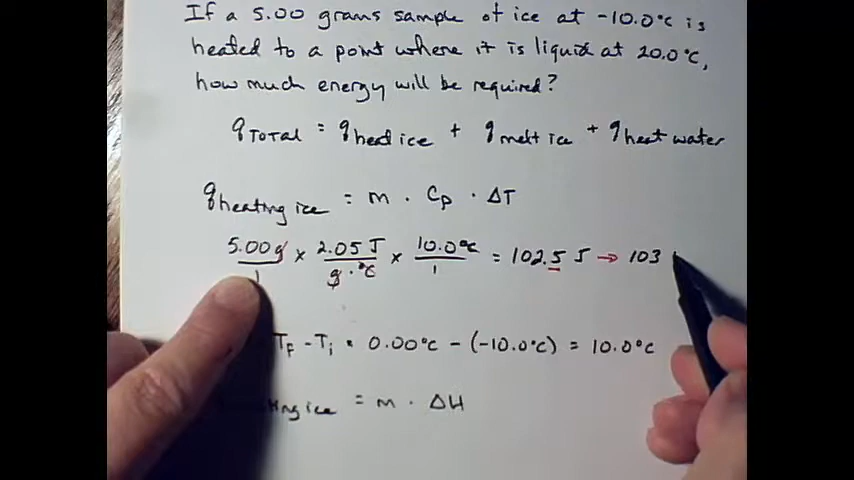 If a 5.00 grams sample of ice at -10.0°C is
heated to a point where it is liquid at 20.0°C,
how much energy will be required?
qTOTAL = qheat ice + qmelt ice + qheat water
qheating ice = m · Cp · ΔT
5.00g/1 × 2.05 J/g·°C × 10.0°C/1 = 102.5 J → 103
TF - Ti = 0.00°C - (-10.0°C) = 10.0°C
ing ice = m · ΔH